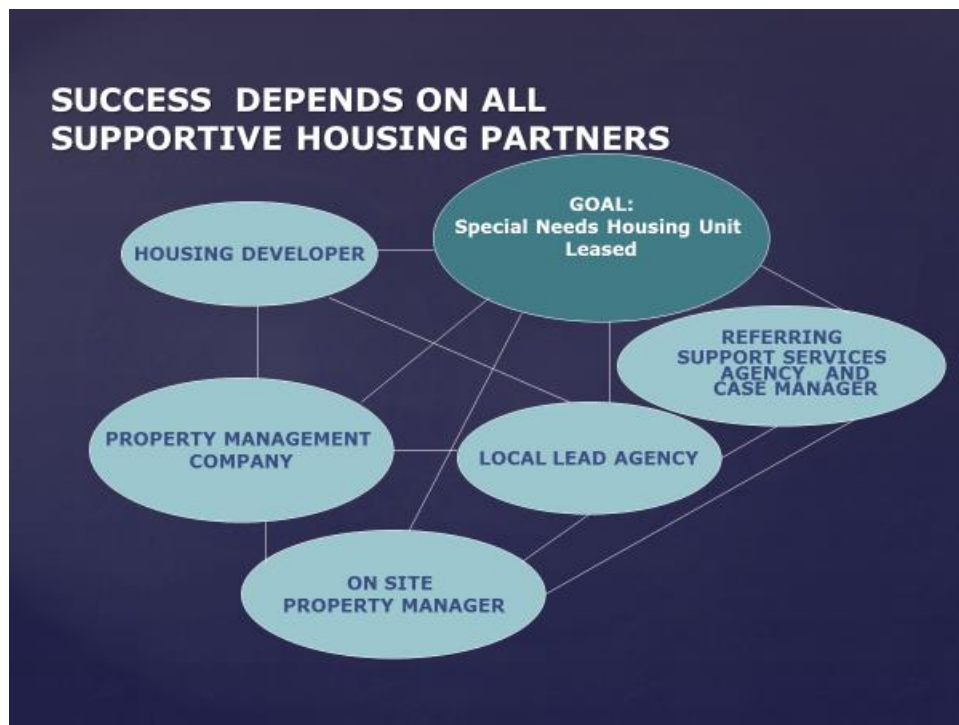 SUCCESS DEPENDS ON ALL
SUPPORTIVE HOUSING PARTNERS
GOAL:
Special Needs Housing Unit
Leased
HOUSING DEVELOPER
REFERRING
SUPPORT SERVICES
AGENCY AND
CASE MANAGER
PROPERTY MANAGEMENT
COMPANY
LOCAL LEAD AGENCY
ON SITE
PROPERTY MANAGER